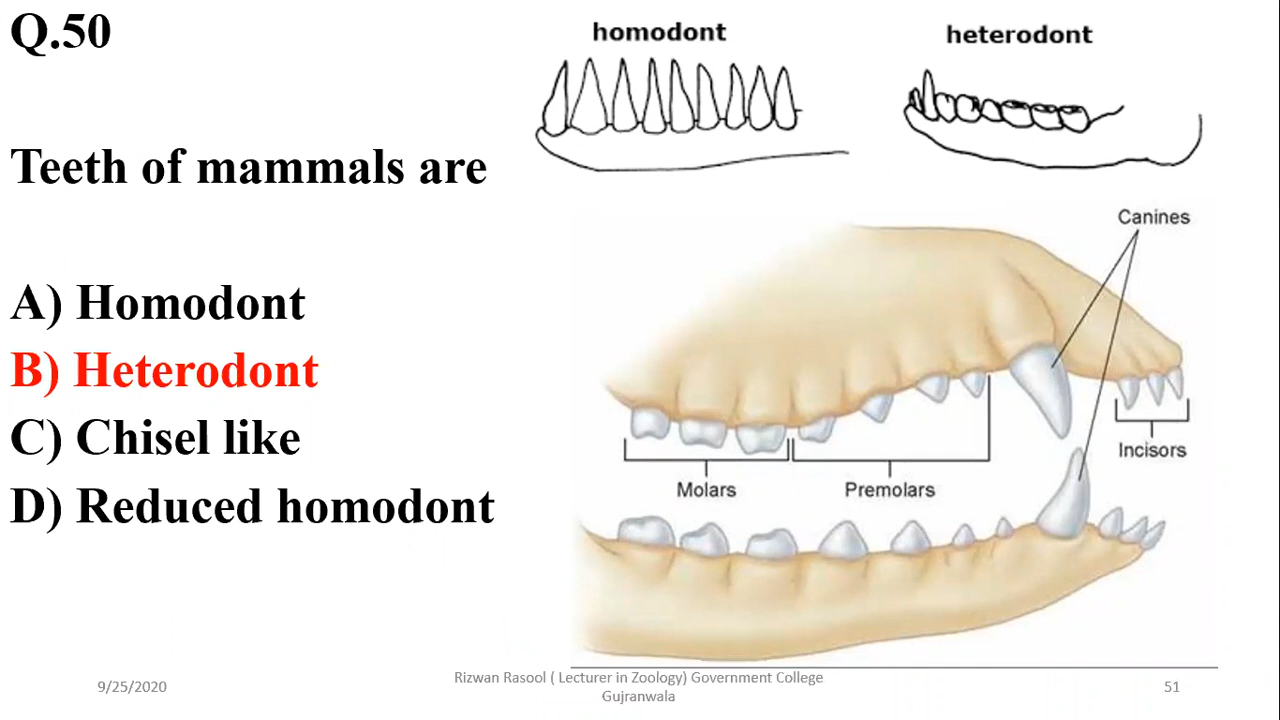 Q.50
Teeth of mammals are
A) Homodont
B) Heterodont
C) Chisel like
D) Reduced homodont
homodont
heterodont
Canines
Incisors
Molars
Premolars
9/25/2020
Rizwan Rasool ( Lecturer in Zoology) Government College
Gujranwala
51